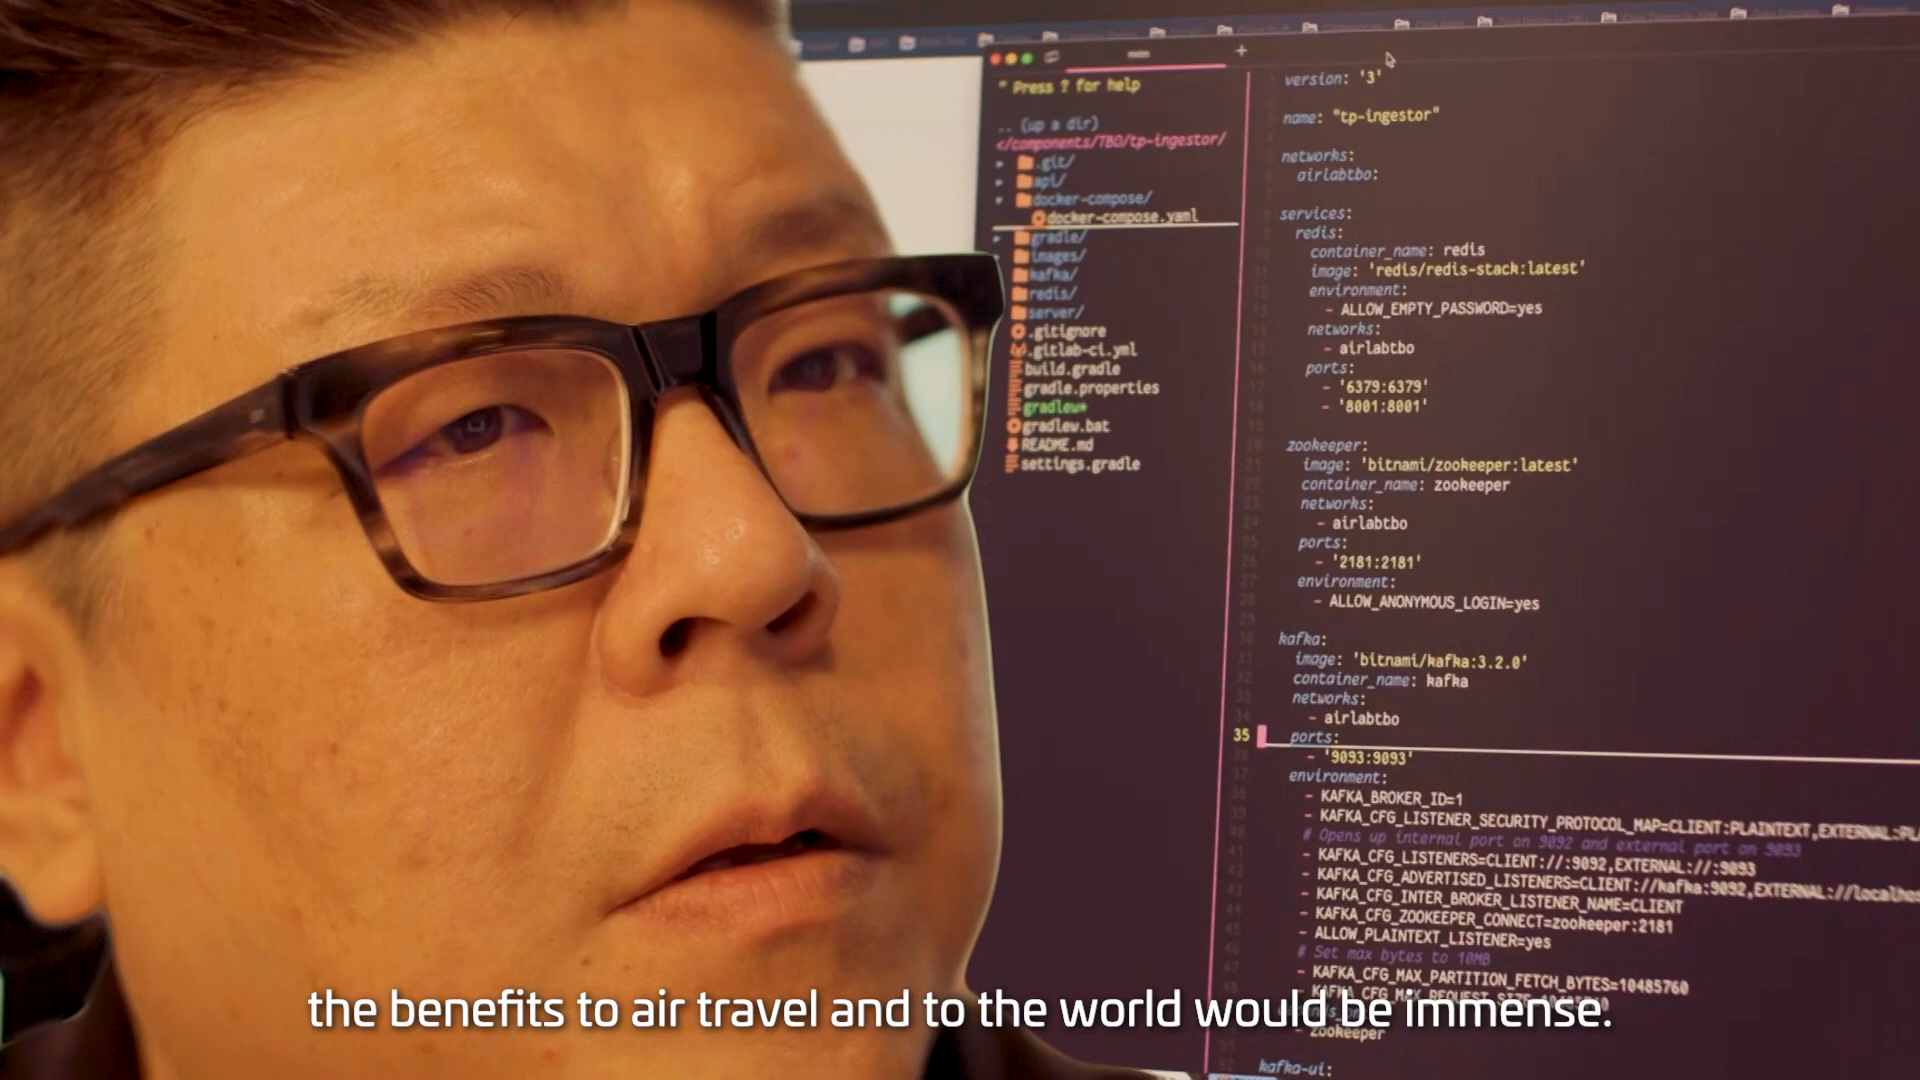 " Press ? for help
.. (up a dir)
</components/TBO/tp-ingestor/
.git/
api/
docker-compose/
docker-compose.yaml
gradle/
images/
kafka/
redis/
server/
.gitignore
.gitlab-ci.yml
build.gradle
gradle.properties
gradlew*
gradlew.bat
README.md
settings.gradle
version: '3'
name: "tp-ingestor"
networks:
airlabtbo:
services:
redis:
container_name: redis
image: 'redis/redis-stack:latest'
environment:
- ALLOW_EMPTY_PASSWORD=yes
networks:
- airlabtbo
ports:
- '6379:6379'
- '8001:8001'
zookeeper:
image: 'bitnami/zookeeper:latest'
container_name: zookeeper
networks:
- airlabtbo
ports:
- '2181:2181'
environment:
- ALLOW_ANONYMOUS_LOGIN=yes
kafka:
image: 'bitnami/kafka:3.2.0'
container_name: kafka
networks:
- airlabtbo
35 ports:
- '9093:9093'
environment:
- KAFKA_BROKER_ID=1
- KAFKA_CFG_LISTENER_SECURITY_PROTOCOL_MAP=CLIENT:PLAINTEXT,EXTERNAL:PL
# Opens up internal port on 9092 and external port on 9093
- KAFKA_CFG_LISTENERS=CLIENT://:9092,EXTERNAL://:9093
- KAFKA_CFG_ADVERTISED_LISTENERS=CLIENT://kafka:9092,EXTERNAL://localhos
- KAFKA_CFG_INTER_BROKER_LISTENER_NAME=CLIENT
- KAFKA_CFG_ZOOKEEPER_CONNECT=zookeeper:2181
- ALLOW_PLAINTEXT_LISTENER=yes
# Set max bytes to 10MB
- KAFKA_CFG_MAX_PARTITION_FETCH_BYTES=10485760
- KAFKA_CFG_MAX_REQUEST_SIZE=10485760
- zookeeper
kafka-ui:
the benefits to air travel and to the world would be immense.